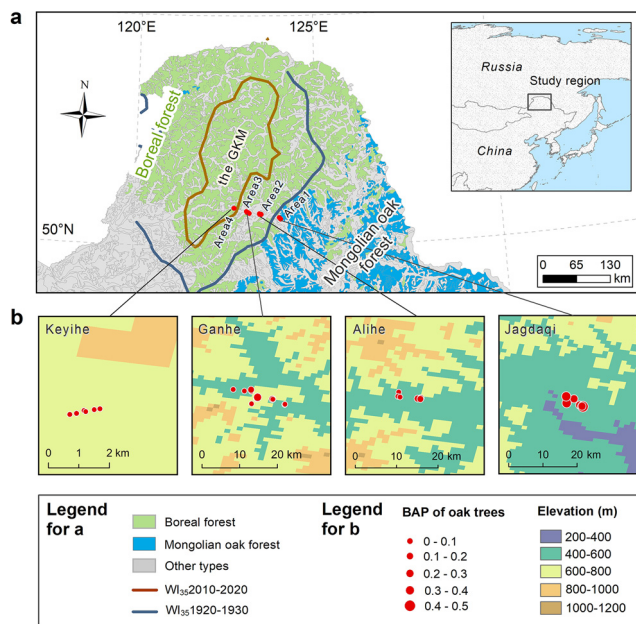 a
120°E
125°E
N
Boreal forest
the GKM
Area4
Area3
Area2
Area1
Mongolian oak
forest
50°N
Russia
Study region
China
0 65 130
km
b
Keyihe
Ganhe
Alihe
Jagdaqi
0 1 2 km
0 10 20 km
0 10 20 km
0 10 20 km
Legend
for a
Boreal forest
Mongolian oak forest
Other types
WI₃₅2010-2020
WI₃₅1920-1930
Legend
for b
BAP of oak trees
0 - 0.1
0.1 - 0.2
0.2 - 0.3
0.3 - 0.4
0.4 - 0.5
Elevation (m)
200-400
400-600
600-800
800-1000
1000-1200